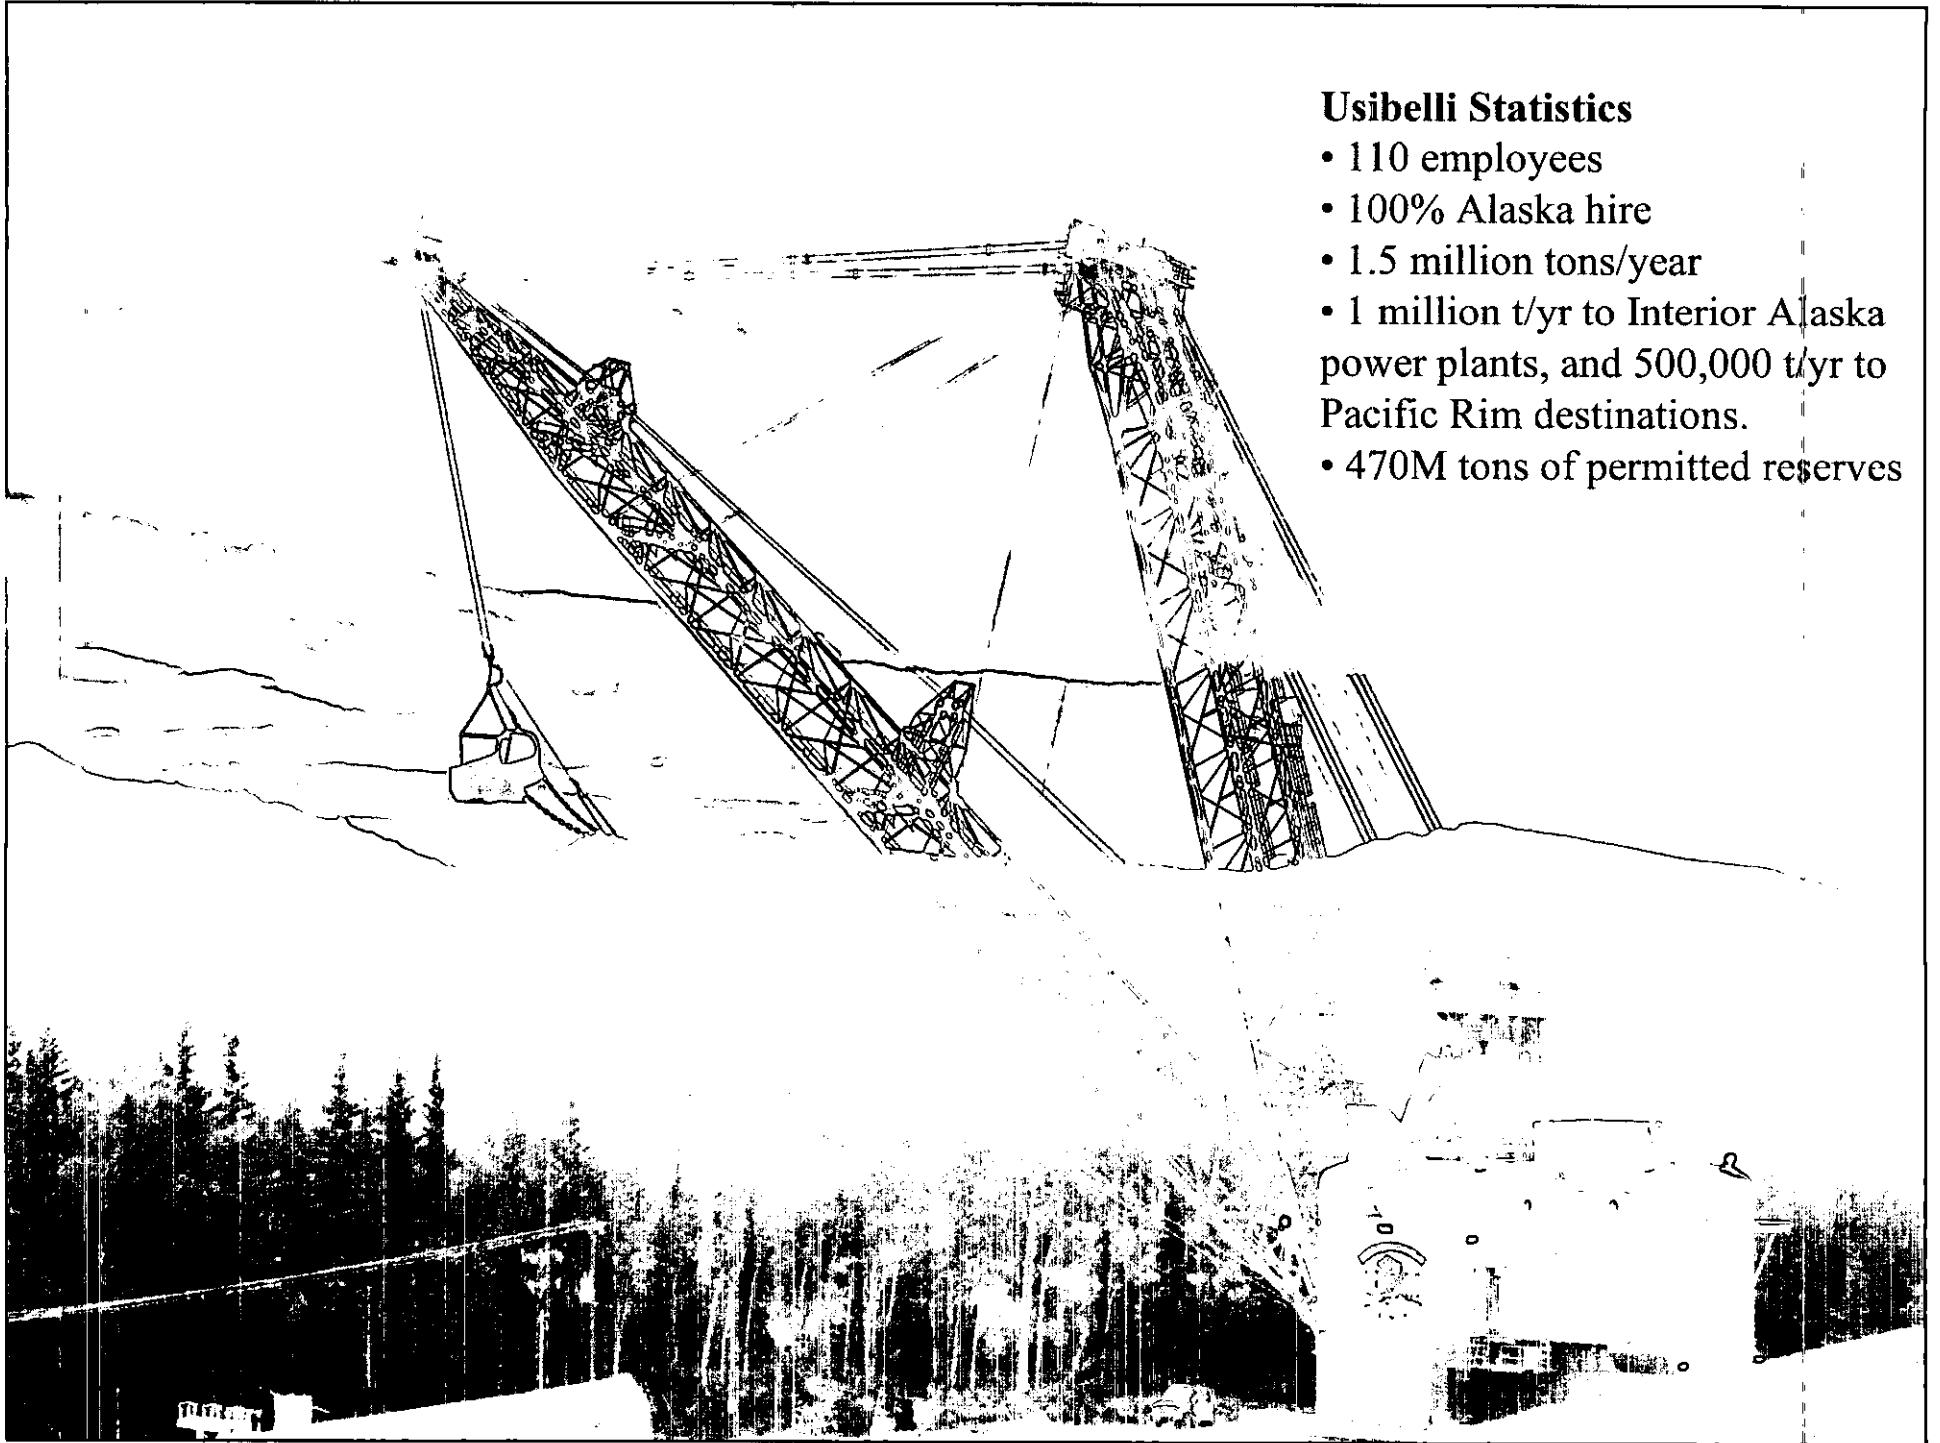 Usibelli Statistics
• 110 employees
• 100% Alaska hire
• 1.5 million tons/year
• 1 million t/yr to Interior Alaska
power plants, and 500,000 t/yr to
Pacific Rim destinations.
• 470M tons of permitted reserves